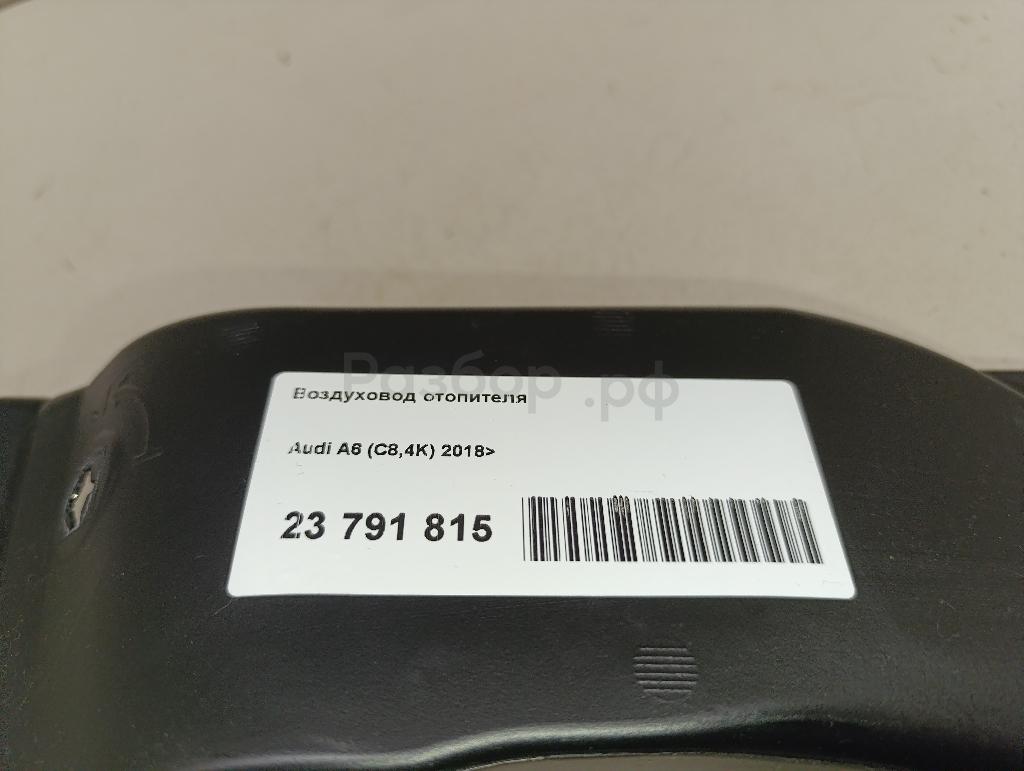 Разбор.рф
Воздуховод отопителя
Audi A6 (C8,4K) 2018>
23 791 815